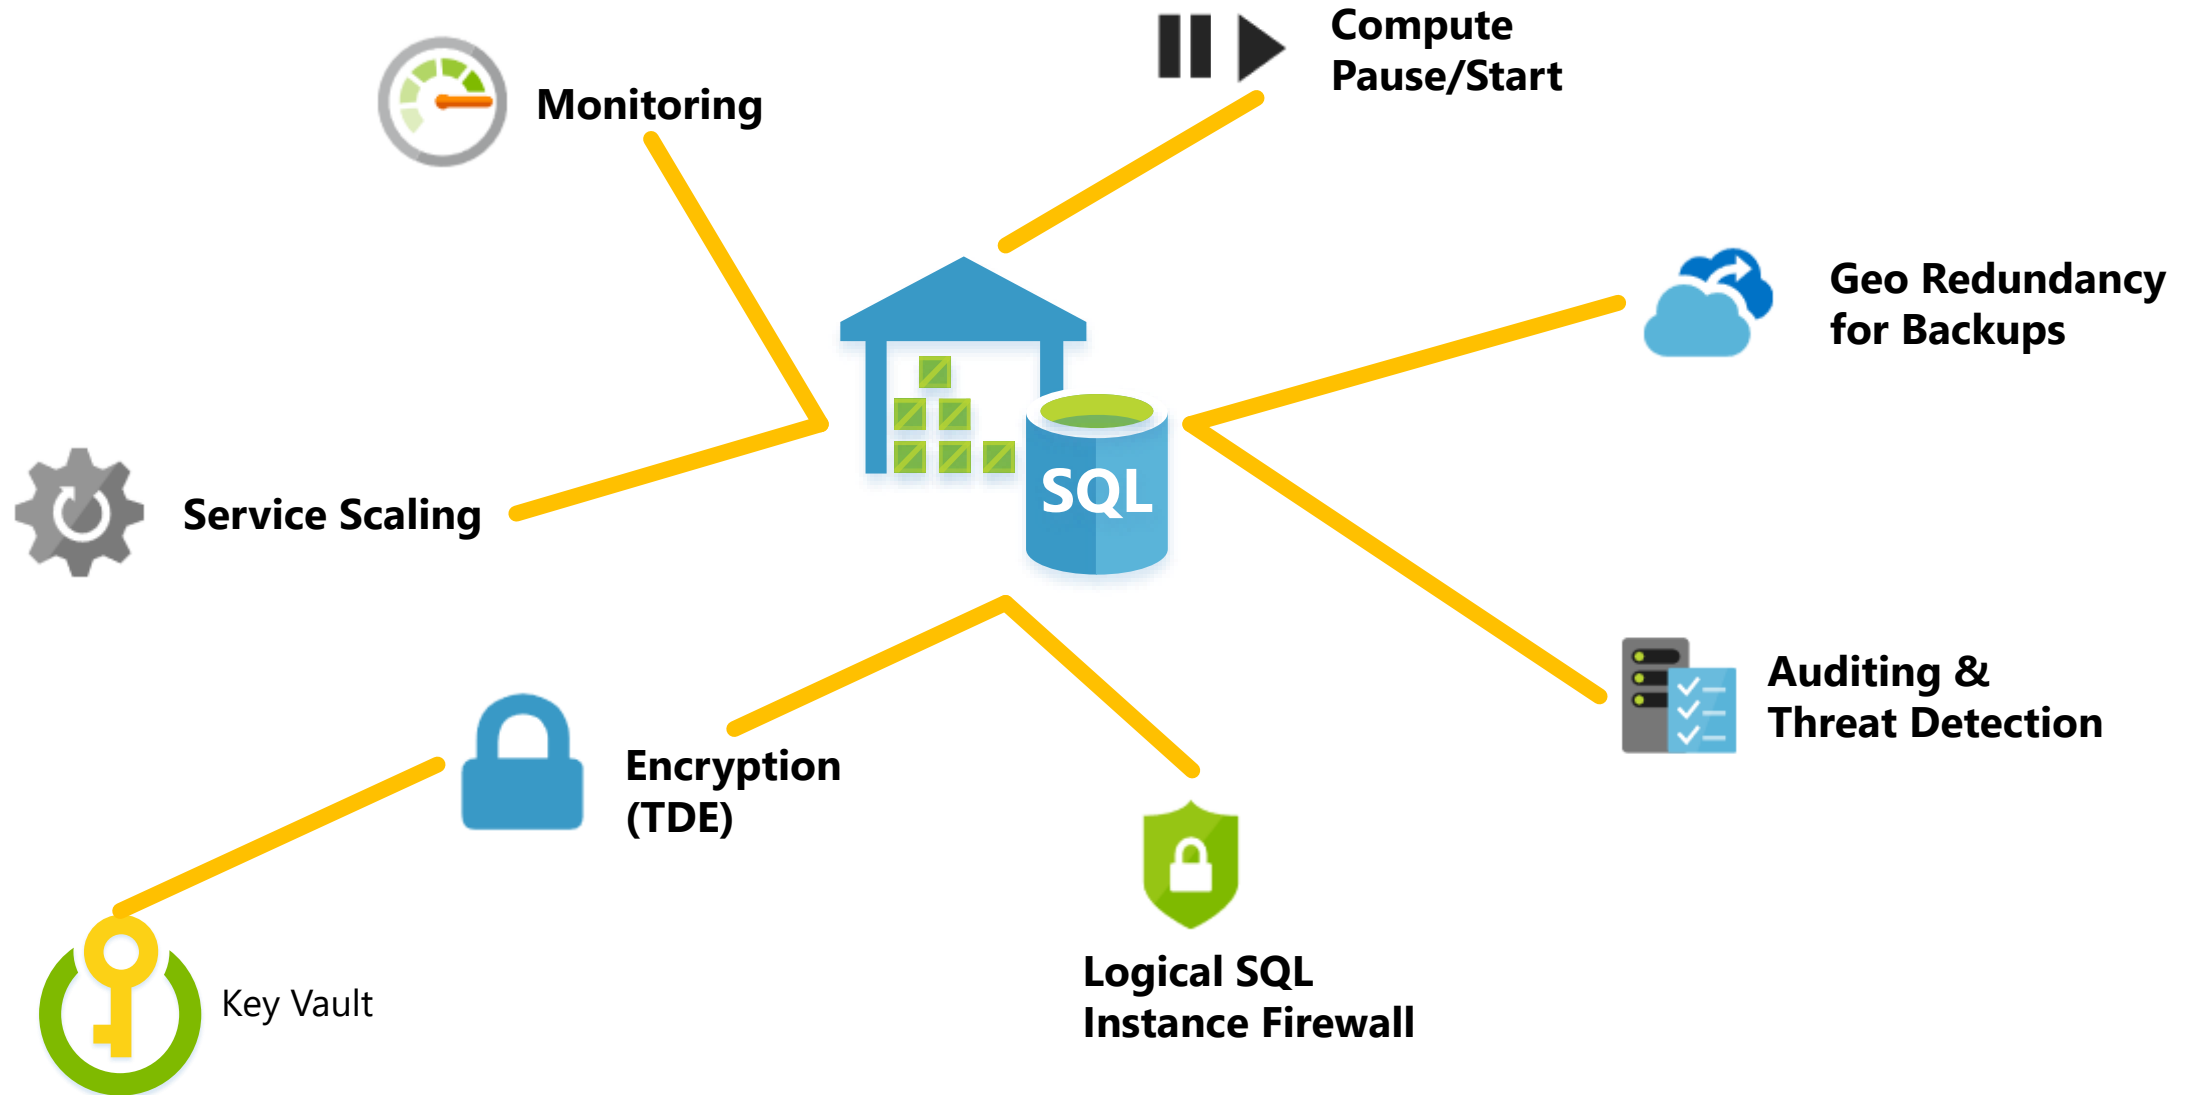 Compute
Pause/Start
Monitoring
Geo Redundancy
for Backups
SQL
Service Scaling
Auditing &
Threat Detection
Encryption
(TDE)
Logical SQL
Instance Firewall
Key Vault